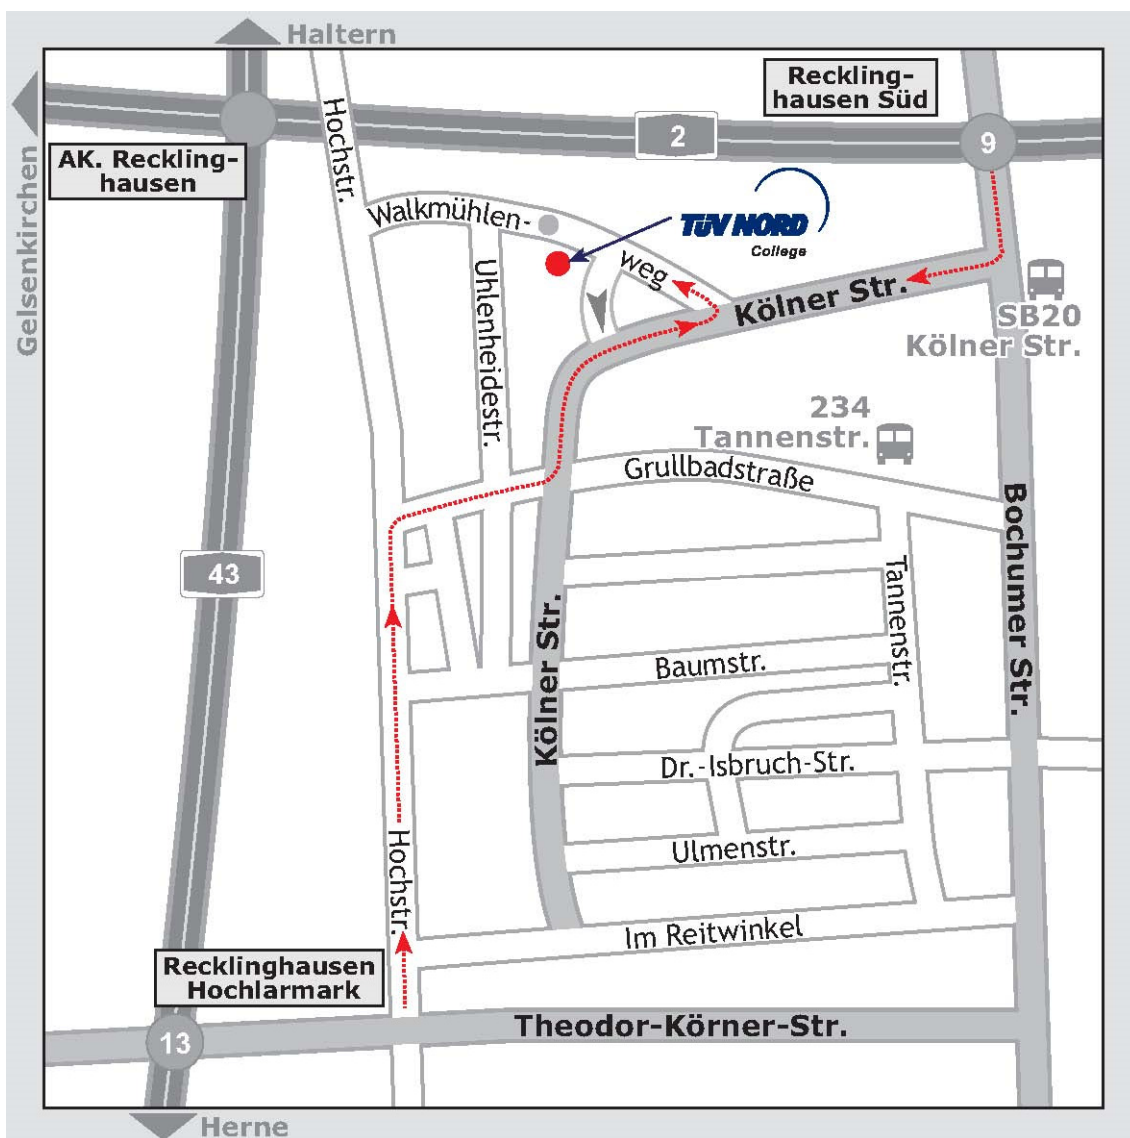 Haltern
Reckling-
hausen Süd
Hochstr.
2
9
AK. Reckling-
hausen
Gelsenkirchen
Walkmühlen-
weg
TÜV NORD
College
Uhlenheidestr.
Kölner Str.
SB20
Kölner Str.
234
Tannenstr.
Grullbadstraße
Bochumer Str.
43
Tannenstr.
Kölner Str.
Baumstr.
Dr.-Isbruch-Str.
Hochstr.
Ulmenstr.
Im Reitwinkel
Recklinghausen
Hochlarmark
Theodor-Körner-Str.
13
Herne